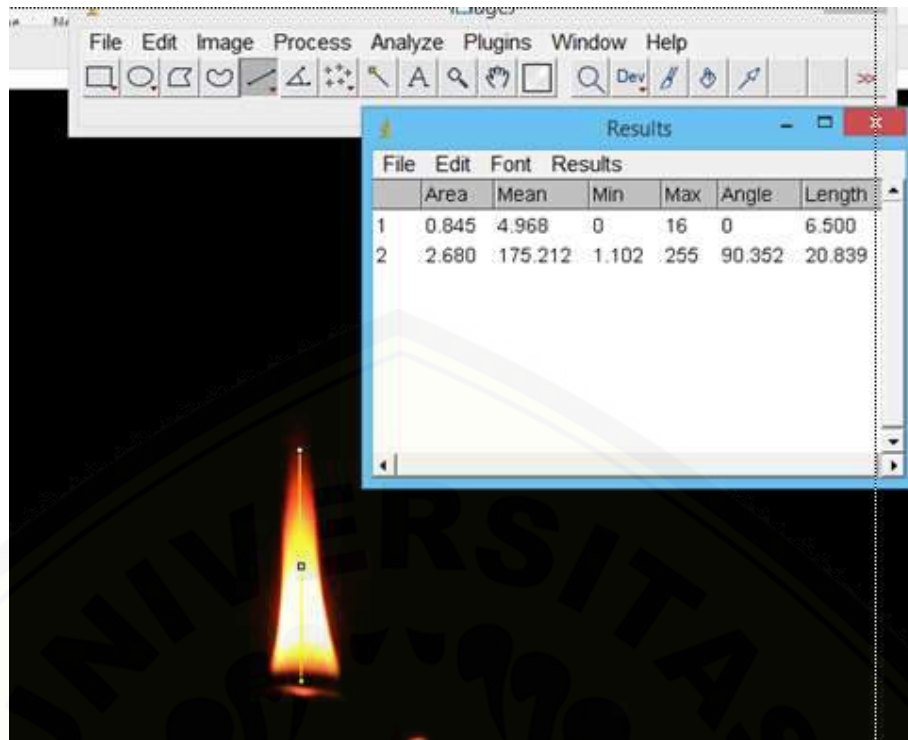 File Edit Image Process Analyze Plugins Window Help
A Dev >>
Results
File Edit Font Results
Area Mean Min Max Angle Length
1 0.845 4.968 0 16 0 6.500
2 2.680 175.212 1.102 255 90.352 20.839
UNIVERSITA